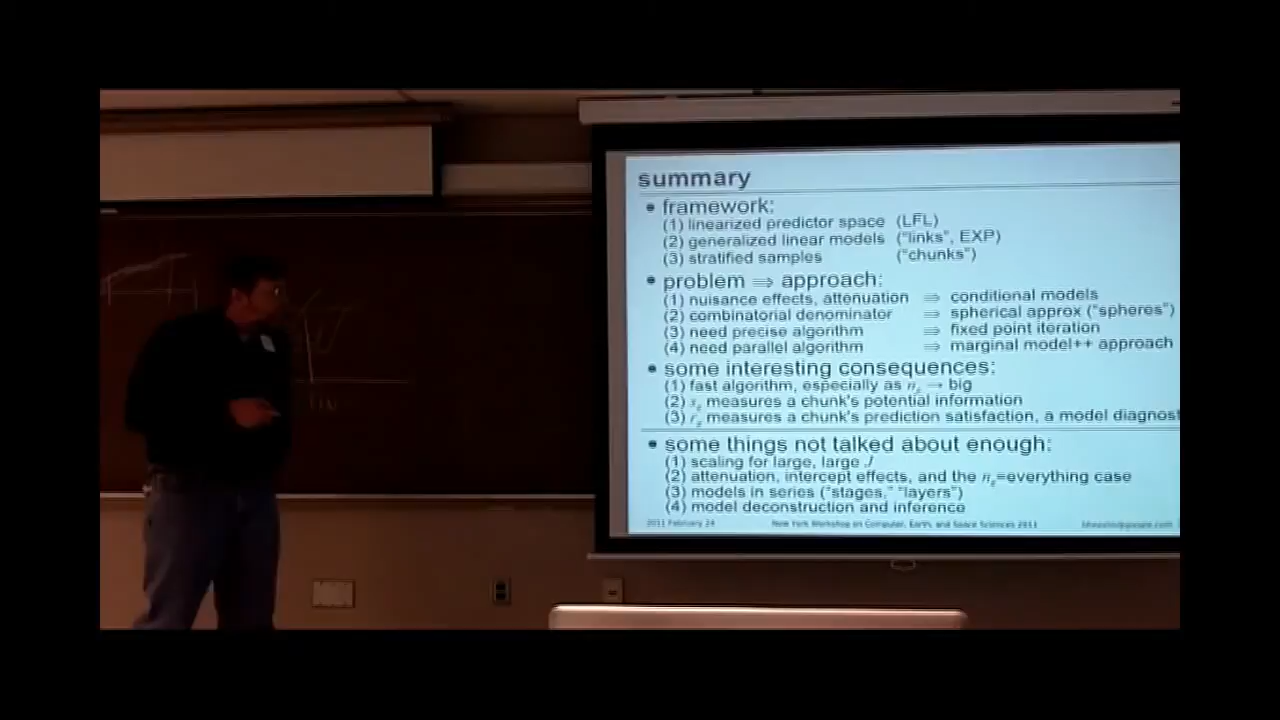 summary
• framework:
(1) linearized predictor space (LFL)
(2) generalized linear models ("links", EXP)
(3) stratified samples ("chunks")
• problem ⇒ approach:
(1) nuisance effects, attenuation ⇒ conditional models
(2) combinatorial denominator ⇒ spherical approx ("spheres")
(3) need precise algorithm ⇒ fixed point iteration
(4) need parallel algorithm ⇒ marginal model++ approach
• some interesting consequences:
(1) fast algorithm, especially as → big
(2) measures a chunk's potential information
(3) measures a chunk's prediction satisfaction, a model diagnost
• some things not talked about enough:
(1) scaling for large, large J
(2) attenuation, intercept effects, and the =everything case
(3) models in series ("stages," "layers")
(4) model deconstruction and inference
2011 February 24 New York Workshop on Computer, Earth, and Space Sciences 2011